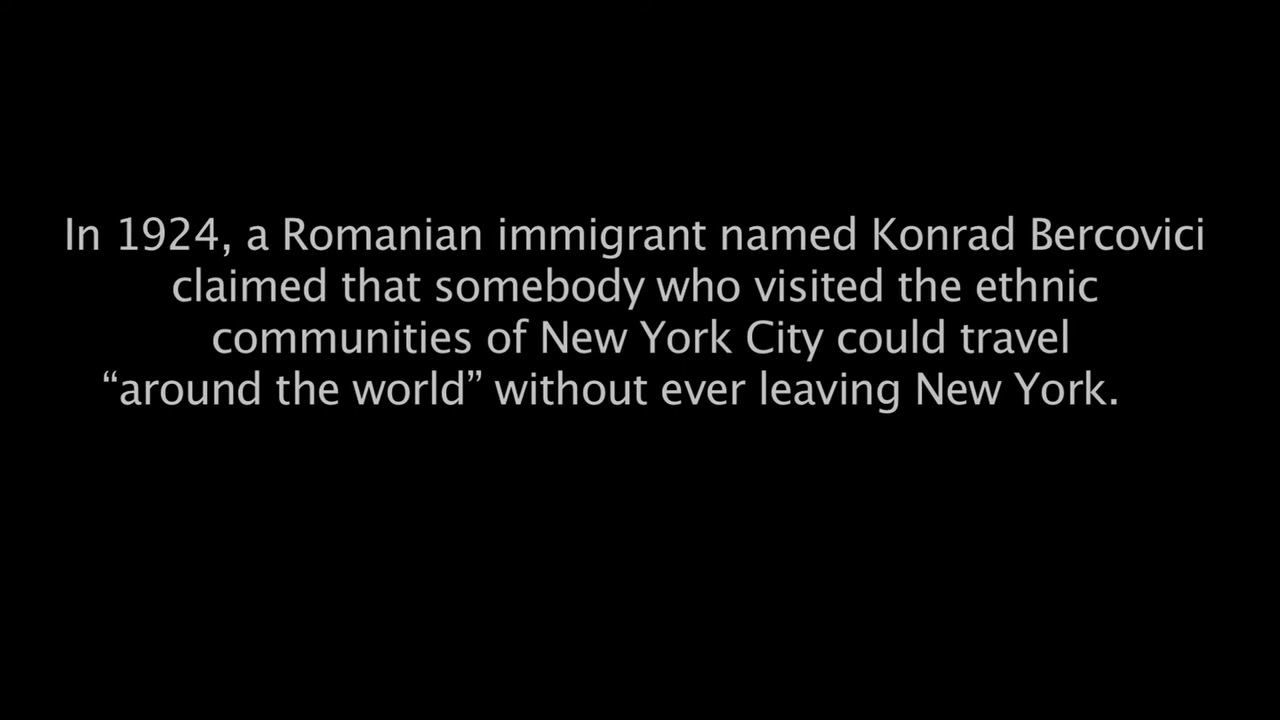 In 1924, a Romanian immigrant named Konrad Bercovici
claimed that somebody who visited the ethnic
communities of New York City could travel
“around the world” without ever leaving New York.